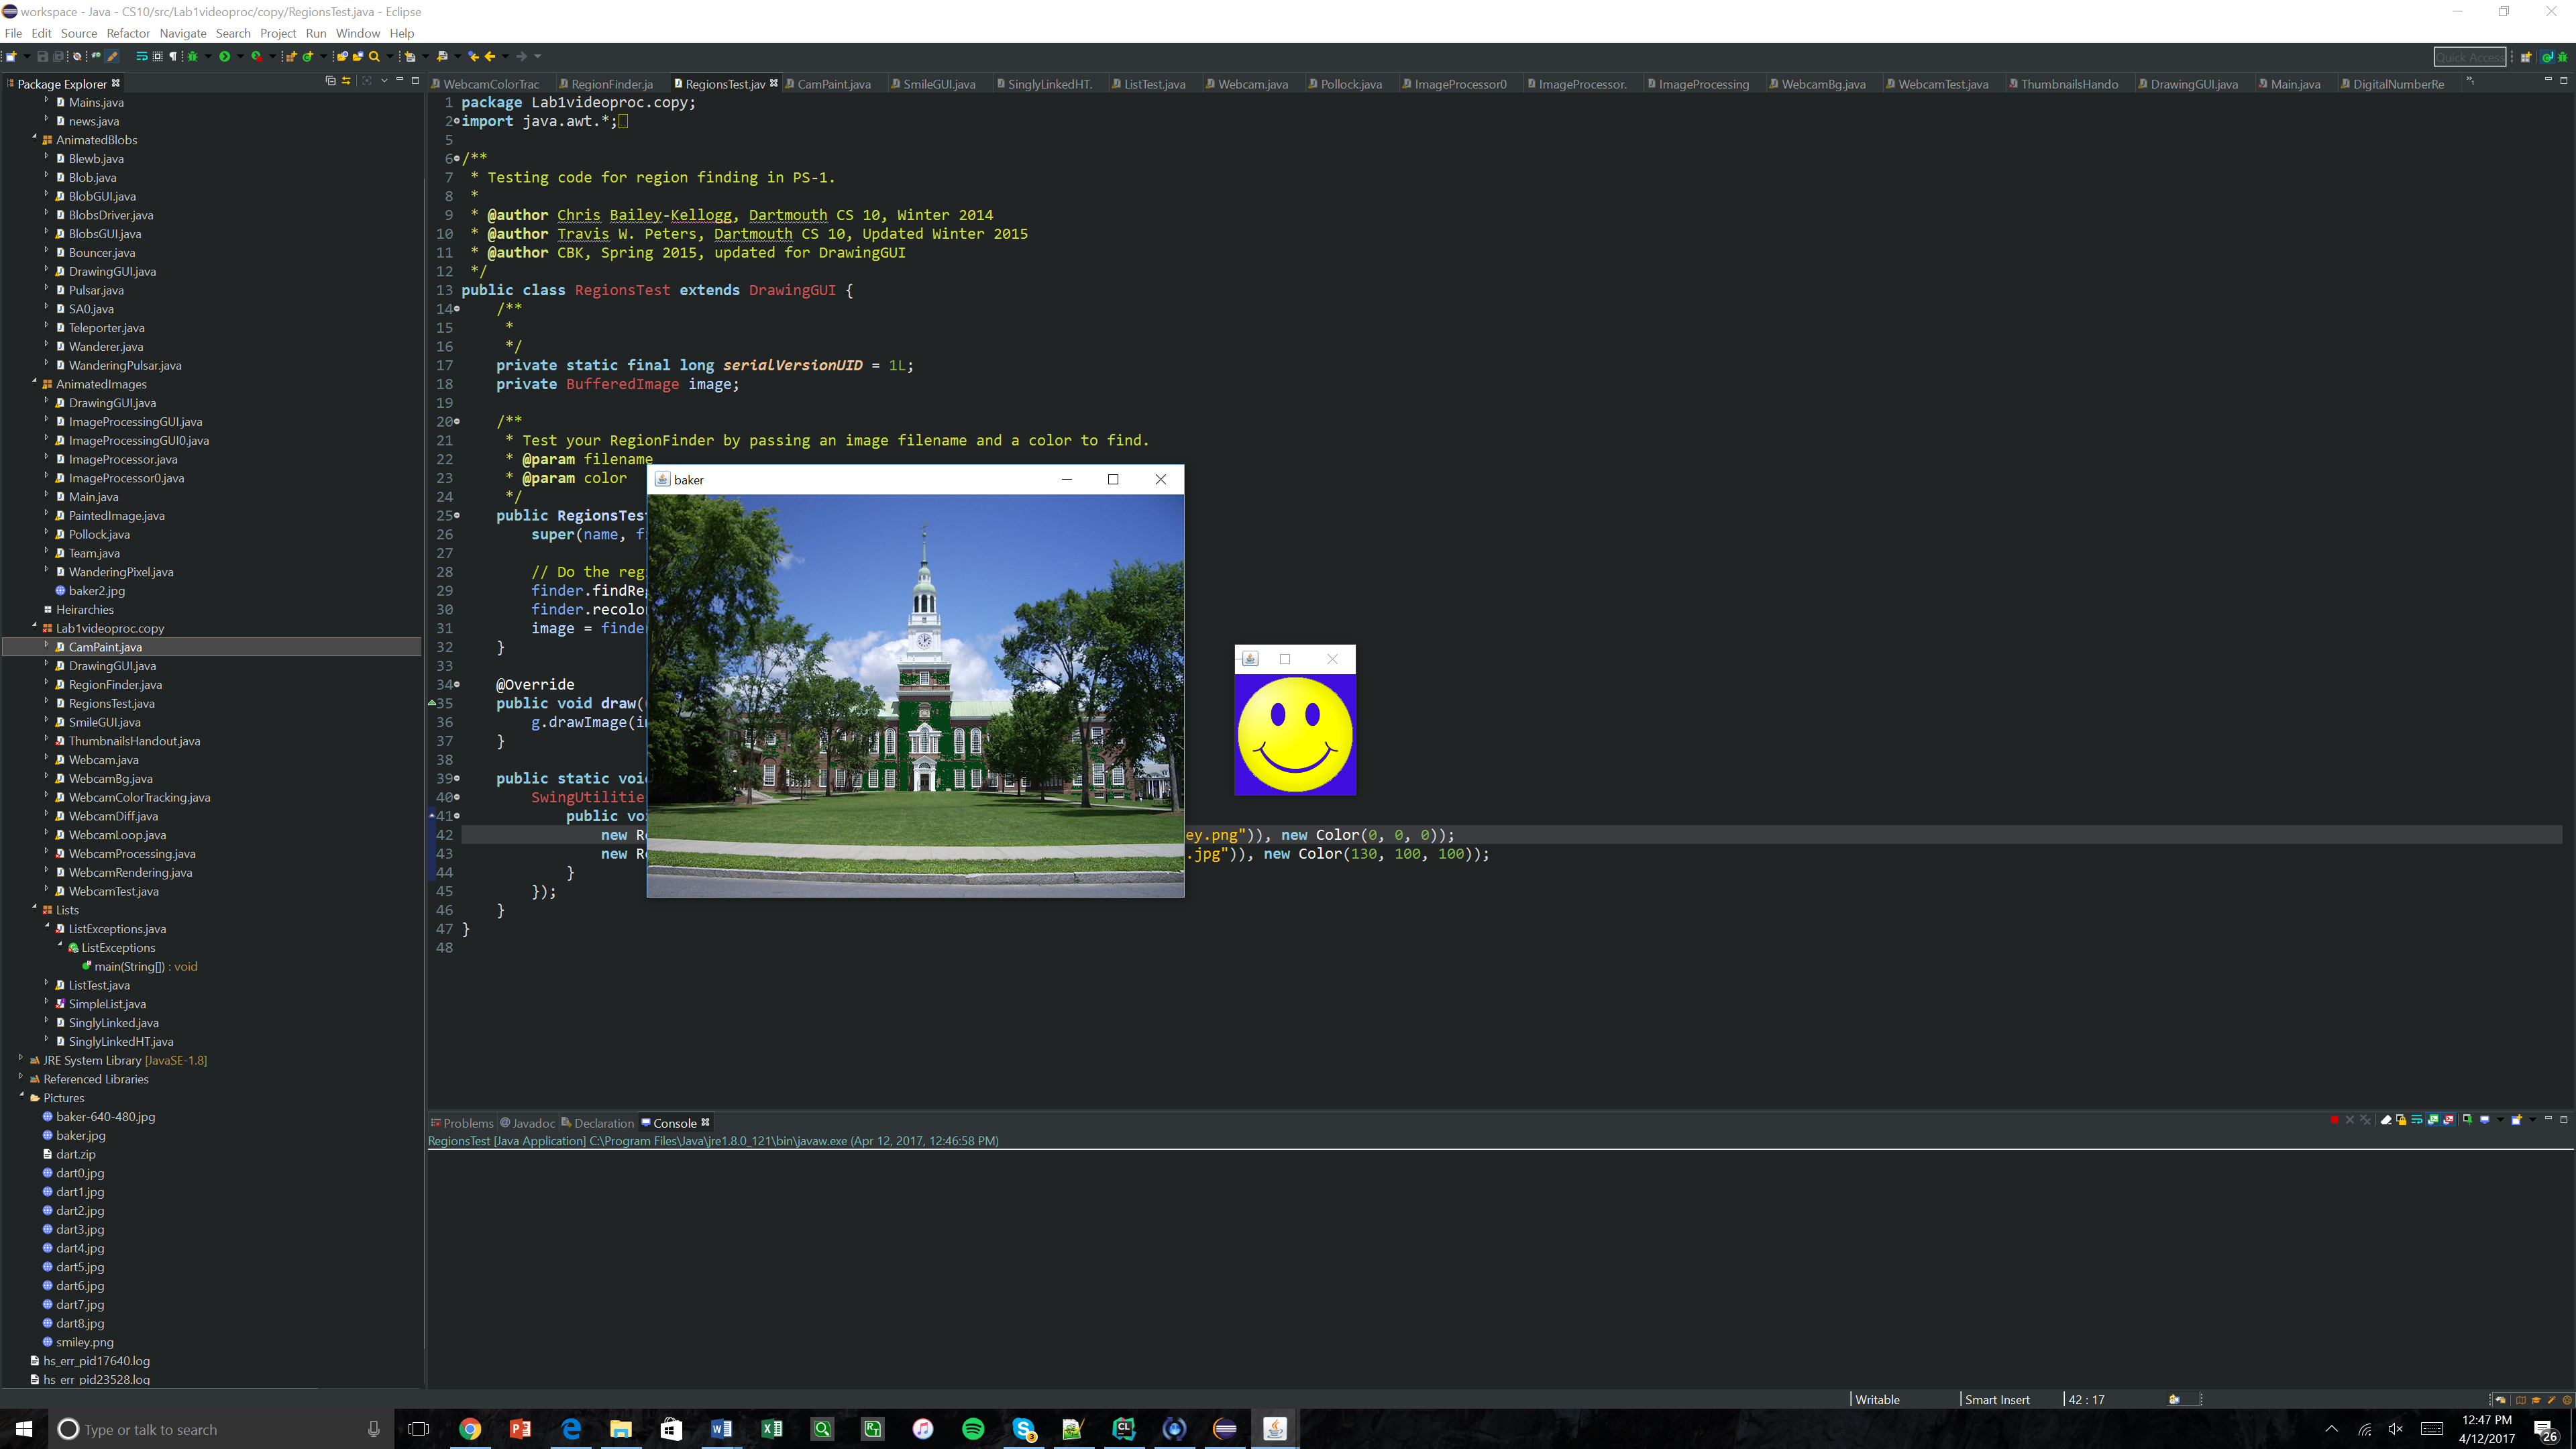 workspace - Java - CS10/src/Lab1videoproc/copy/RegionsTest.java - Eclipse
File Edit Source Refactor Navigate Search Project Run Window Help
Quick Access
Package Explorer
Mains.java
news.java
AnimatedBlobs
Blewb.java
Blob.java
BlobGUI.java
BlobsDriver.java
BlobsGUI.java
Bouncer.java
DrawingGUI.java
Pulsar.java
SA0.java
Teleporter.java
Wanderer.java
WanderingPulsar.java
AnimatedImages
DrawingGUI.java
ImageProcessingGUI.java
ImageProcessingGUI0.java
ImageProcessor.java
ImageProcessor0.java
Main.java
PaintedImage.java
Pollock.java
Team.java
WanderingPixel.java
baker2.jpg
Heirarchies
Lab1videoproc.copy
CamPaint.java
DrawingGUI.java
RegionFinder.java
RegionsTest.java
SmileGUI.java
ThumbnailsHandout.java
Webcam.java
WebcamBg.java
WebcamColorTracking.java
WebcamDiff.java
WebcamLoop.java
WebcamProcessing.java
WebcamRendering.java
WebcamTest.java
Lists
ListExceptions.java
ListExceptions
main(String[]) : void
ListTest.java
SimpleList.java
SinglyLinked.java
SinglyLinkedHT.java
JRE System Library [JavaSE-1.8]
Referenced Libraries
Pictures
baker-640-480.jpg
baker.jpg
dart.zip
dart0.jpg
dart1.jpg
dart2.jpg
dart3.jpg
dart4.jpg
dart5.jpg
dart6.jpg
dart7.jpg
dart8.jpg
smiley.png
hs_err_pid17640.log
hs_err_pid23528.log
WebcamColorTrac RegionFinder.ja RegionsTest.jav CamPaint.java SmileGUI.java SinglyLinkedHT. ListTest.java Webcam.java Pollock.java ImageProcessor0 ImageProcessor. ImageProcessing WebcamBg.java WebcamTest.java ThumbnailsHando DrawingGUI.java Main.java DigitalNumberRe
1 package Lab1videoproc.copy;
2 import java.awt.*;
5
6 /**
7 * Testing code for region finding in PS-1.
8 *
9 * @author Chris Bailey-Kellogg, Dartmouth CS 10, Winter 2014
10 * @author Travis W. Peters, Dartmouth CS 10, Updated Winter 2015
11 * @author CBK, Spring 2015, updated for DrawingGUI
12 */
13 public class RegionsTest extends DrawingGUI {
14 /**
15 *
16 */
17 private static final long serialVersionUID = 1L;
18 private BufferedImage image;
19
20 /**
21 * Test your RegionFinder by passing an image filename and a color to find.
22 * @param filename
23 * @param color
24 */
25 public RegionsTes
26 super(name, fi
27
28 // Do the reg
29 finder.findRe
30 finder.recolo
31 image = finde
32 }
33
34 @Override
35 public void draw(
36 g.drawImage(i
37 }
38
39 public static voi
40 SwingUtilitie
41 public vo
42 new R ey.png")), new Color(0, 0, 0));
43 new R .jpg")), new Color(130, 100, 100));
44 }
45 });
46 }
47 }
48
baker
Problems @ Javadoc Declaration Console
RegionsTest [Java Application] C:\Program Files\Java\jre1.8.0_121\bin\javaw.exe (Apr 12, 2017, 12:46:58 PM)
Writable Smart Insert 42 : 17
Type or talk to search
12:47 PM
4/12/2017
26